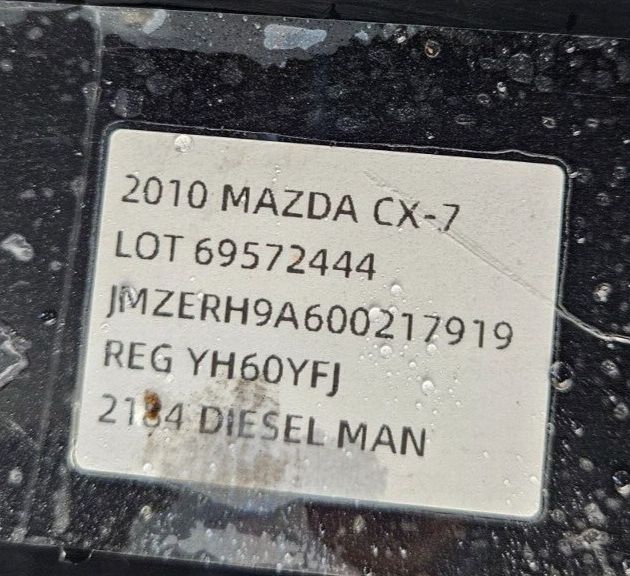 2010 MAZDA CX-7
LOT 69572444
JMZERH9A600217919
REG YH60YFJ
2184 DIESEL MAN